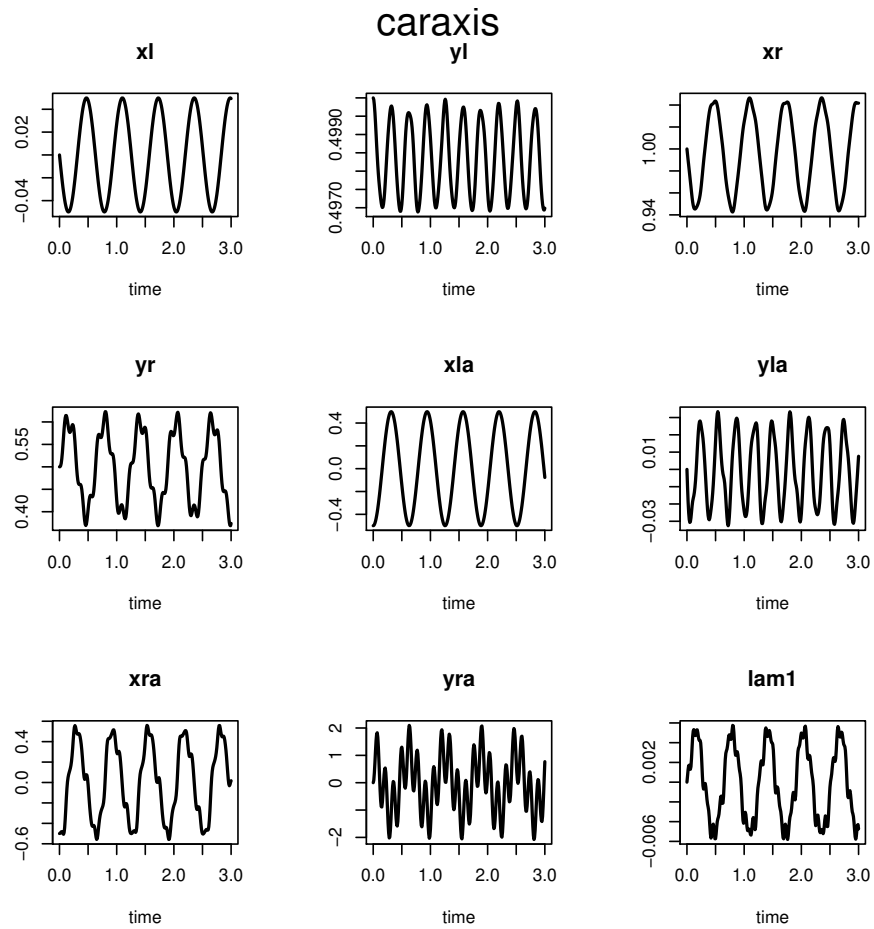 caraxis
xl yl xr
−0.04 0.02
0.4970 0.4990
0.94 1.00
0.0 1.0 2.0 3.0 0.0 1.0 2.0 3.0 0.0 1.0 2.0 3.0
time time time
yr xla yla
0.40 0.55
−0.4 0.0 0.4
−0.03 0.01
0.0 1.0 2.0 3.0 0.0 1.0 2.0 3.0 0.0 1.0 2.0 3.0
time time time
xra yra lam1
−0.6 0.0 0.4
−2 0 1 2
−0.006 0.002
0.0 1.0 2.0 3.0 0.0 1.0 2.0 3.0 0.0 1.0 2.0 3.0
time time time